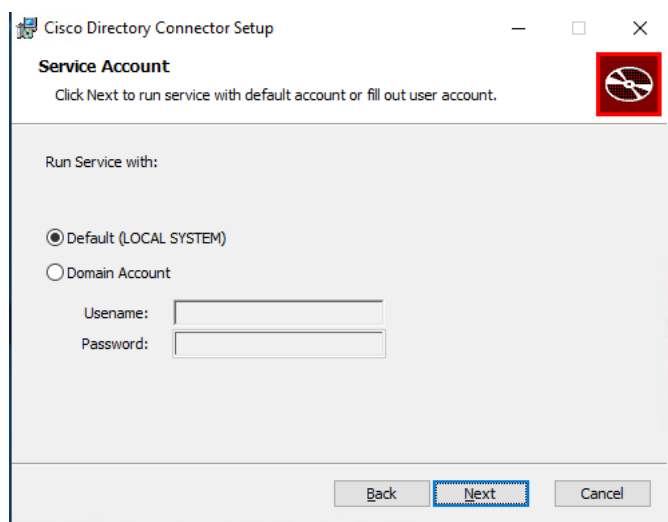 Cisco Directory Connector Setup
Service Account
Click Next to run service with default account or fill out user account.
Run Service with:
Default (LOCAL SYSTEM)
Domain Account
Usename:
Password:
Back Next Cancel